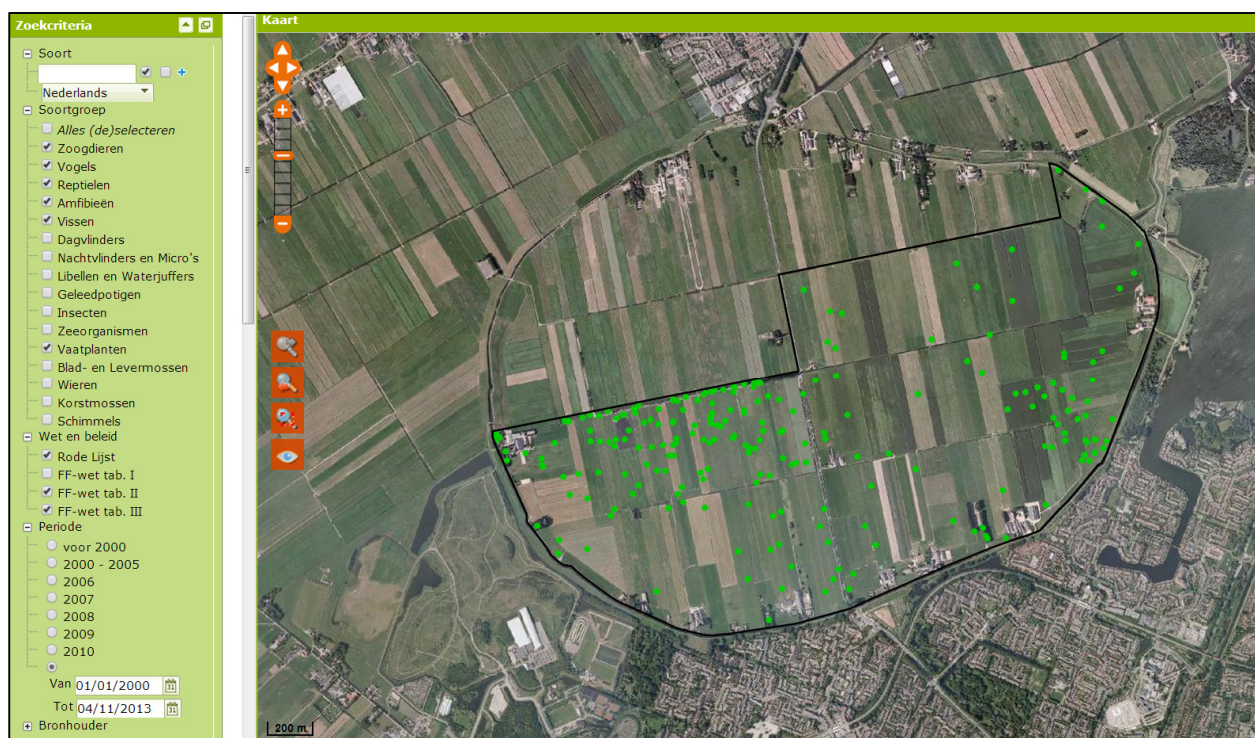 Zoekcriteria
Soort
Nederlands
Soortgroep
Alles (de)selecteren
Zoogdieren
Vogels
Reptielen
Amfibieën
Vissen
Dagvlinders
Nachtvlinders en Micro's
Libellen en Waterjuffers
Geleedpotigen
Insecten
Zeeorganismen
Vaatplanten
Blad- en Levermossen
Wieren
Korstmossen
Schimmels
Wet en beleid
Rode Lijst
FF-wet tab. I
FF-wet tab. II
FF-wet tab. III
Periode
voor 2000
2000 - 2005
2006
2007
2008
2009
2010
Van 01/01/2000
Tot 04/11/2013
Bronhouder
Kaart
200 m